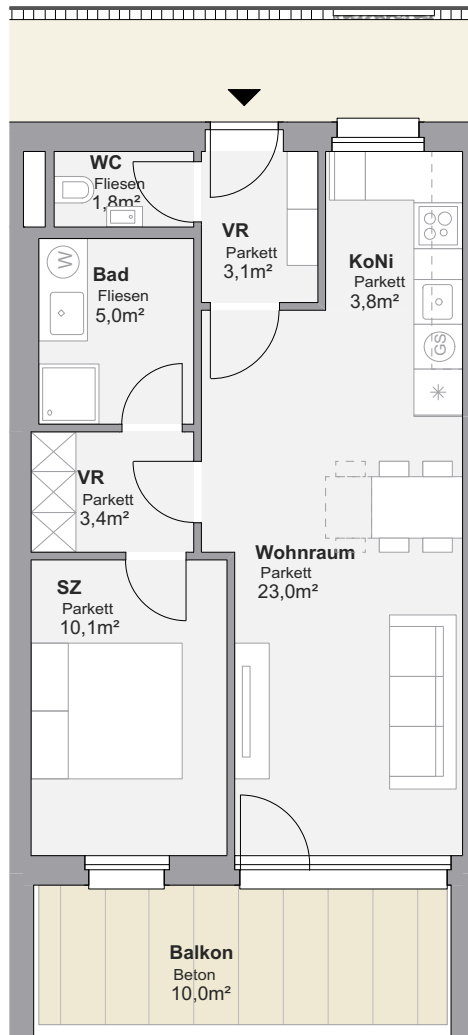 WC
Fliesen
1,8m²
VR
Parkett
3,1m²
KoNi
Parkett
3,8m²
W
Bad
Fliesen
5,0m²
GS
VR
Parkett
3,4m²
Wohnraum
Parkett
23,0m²
SZ
Parkett
10,1m²
Balkon
Beton
10,0m²